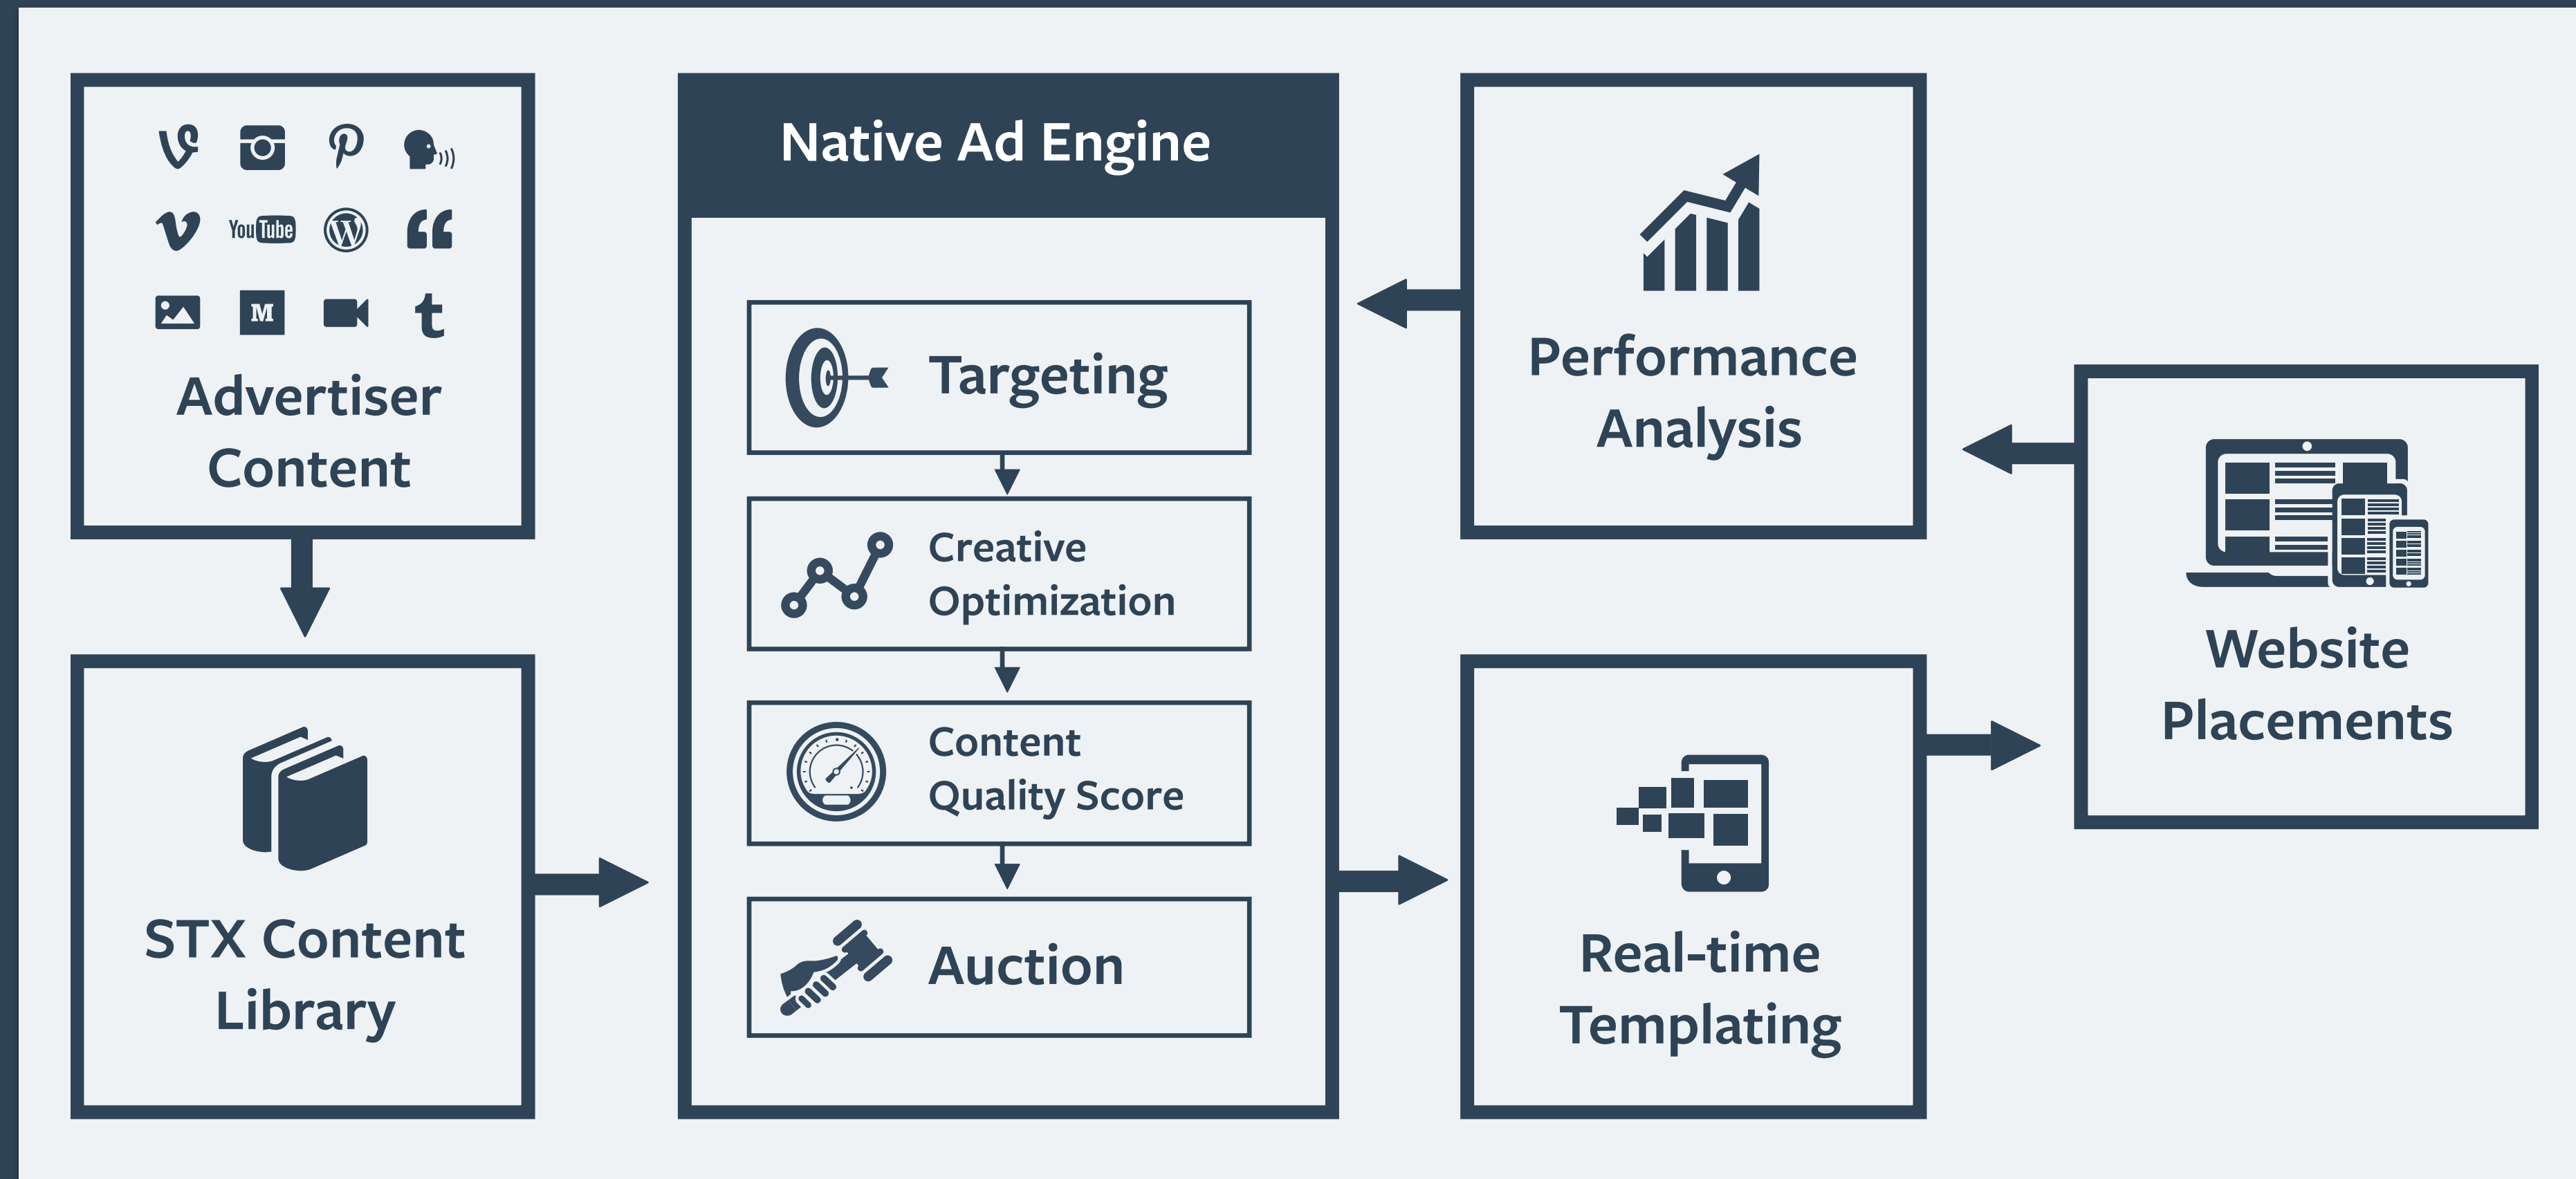 You Tube
M
Advertiser
Content
STX Content
Library
Native Ad Engine
Targeting
Creative
Optimization
Content
Quality Score
Auction
Performance
Analysis
Real-time
Templating
Website
Placements